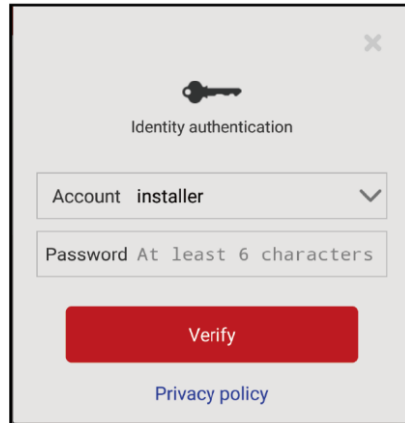 Identity authentication
Account installer
Password At least 6 characters
Verify
Privacy policy